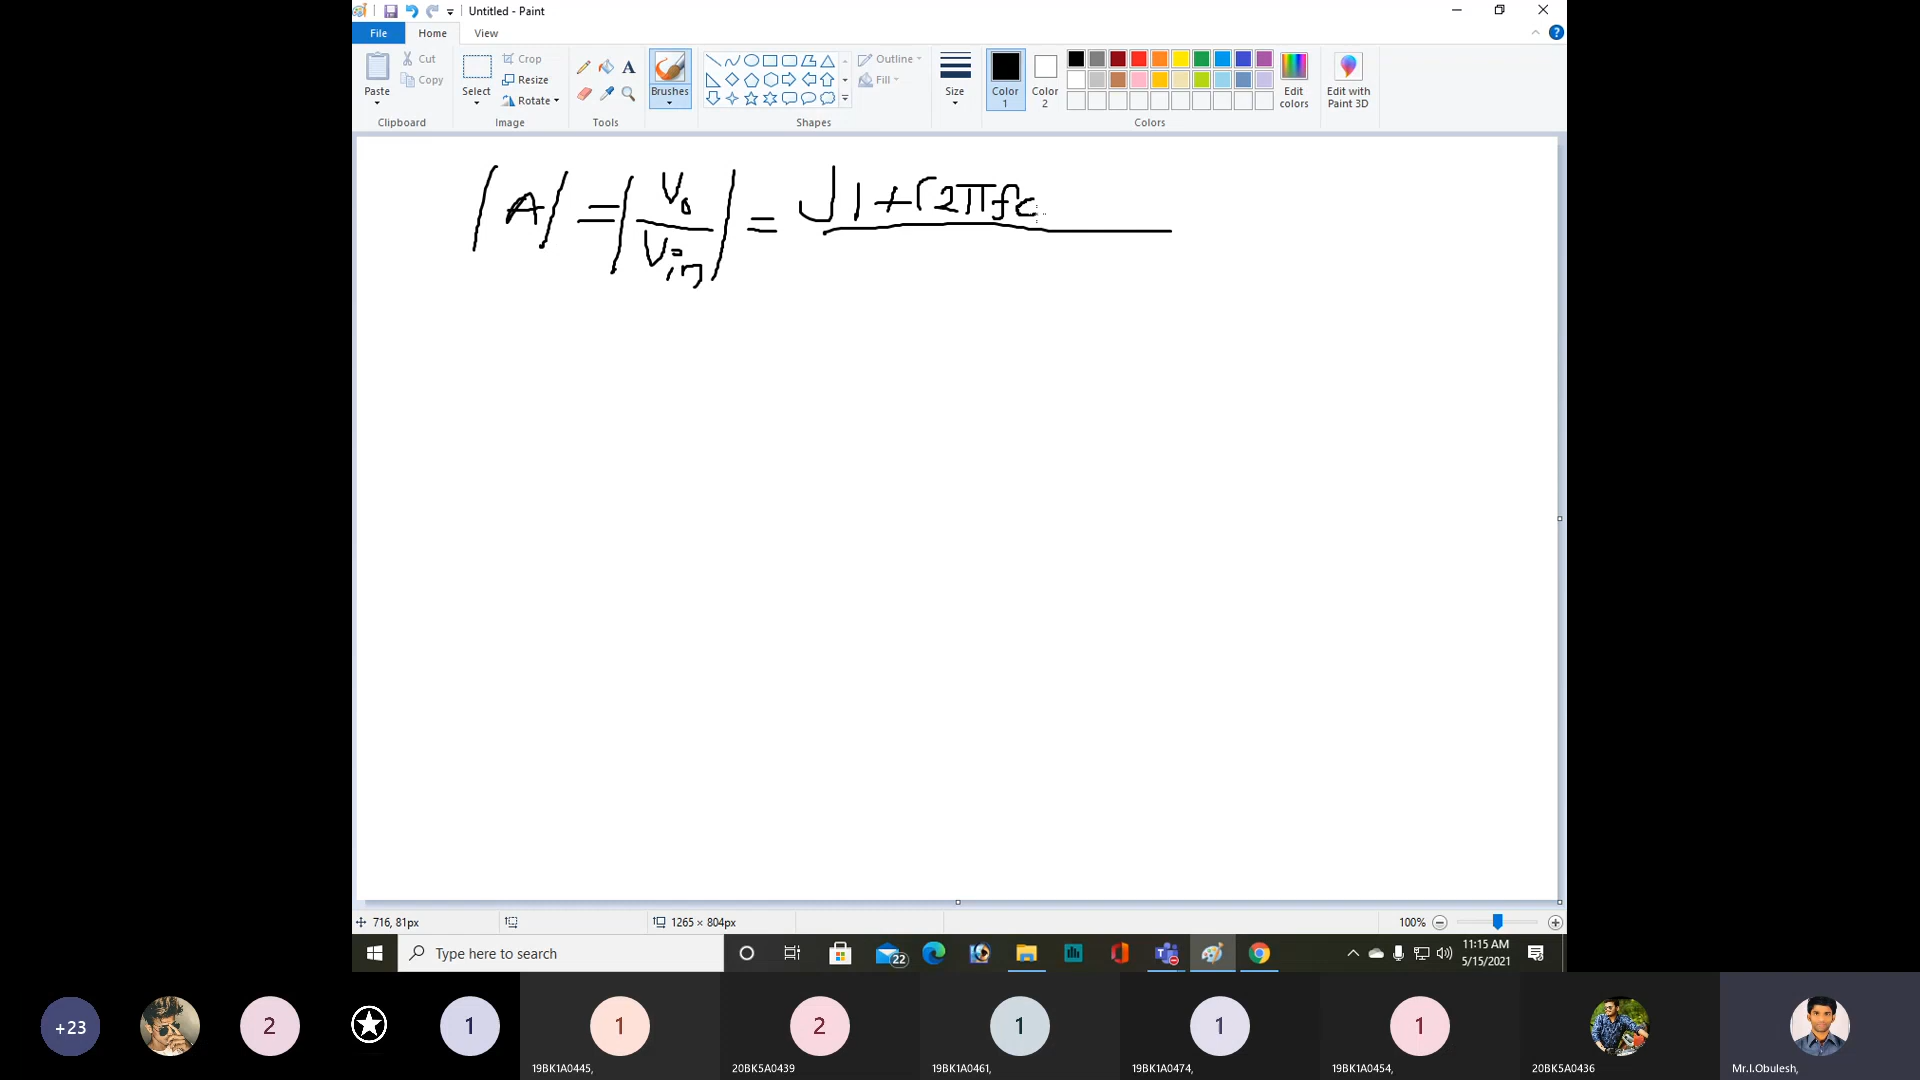 Untitled - Paint
File Home View
Paste Cut Copy Select Crop Resize Rotate Brushes Outline Fill Size Color 1 Color 2 Edit colors Edit with Paint 3D
Clipboard Image Tools Shapes Colors
|A| = |V₀/Vin| = √1+(2πfc
716, 81px 1265 × 804px 100%
Type here to search 22 11:15 AM
5/15/2021
+23 2 1 1 2 1 1 1
19BK1A0445, 20BK5A0439 19BK1A0461, 19BK1A0474, 19BK1A0454, 20BK5A0436 Mr.I.Obulesh,